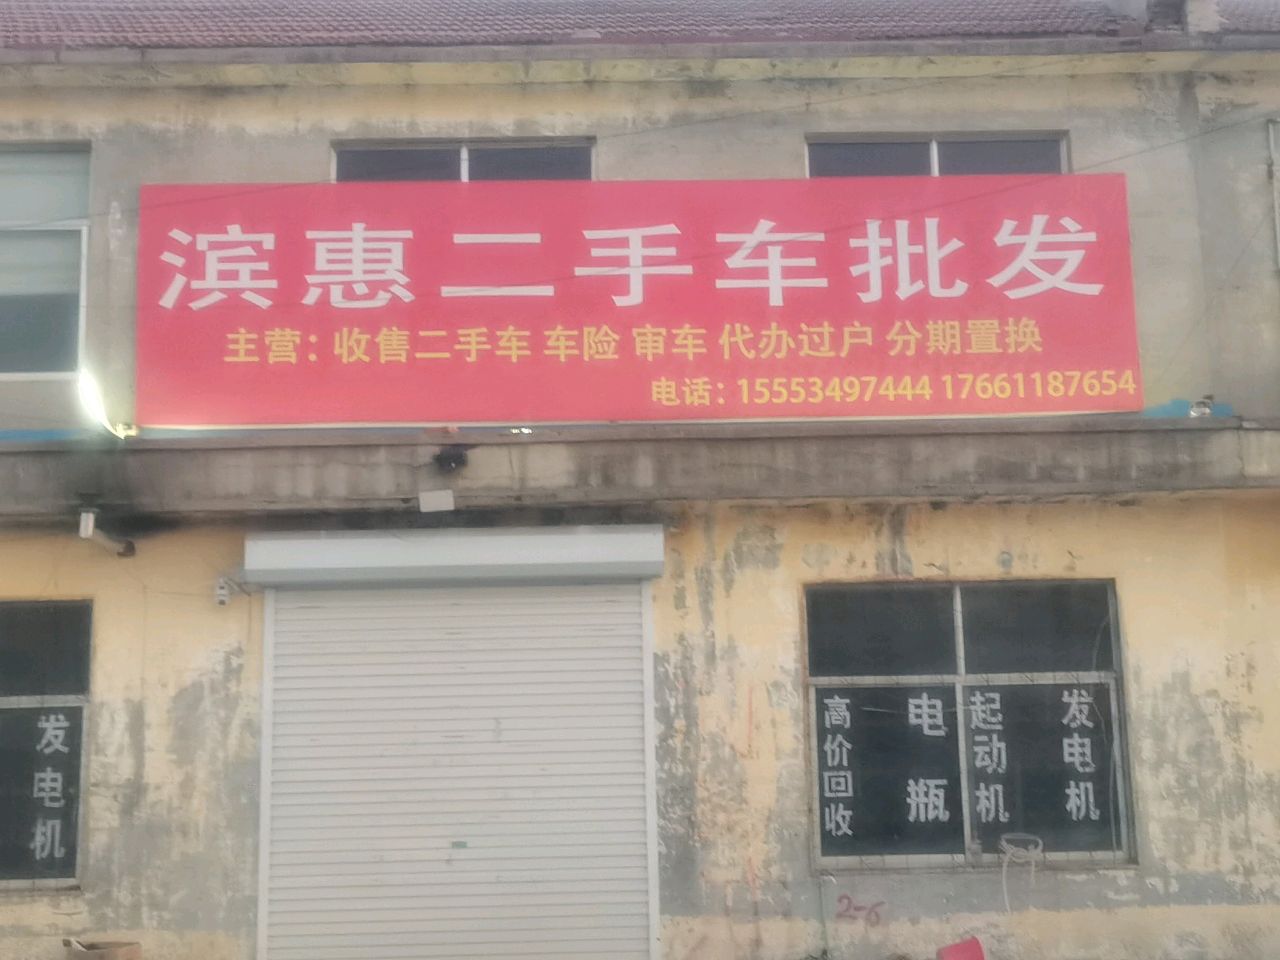 滨惠二手车批发
主营：收售二手车 车险 审车 代办过户 分期置换
电话：15553497444 17661187654
发电机
高价回收
电瓶
起动机
发电机
2-6